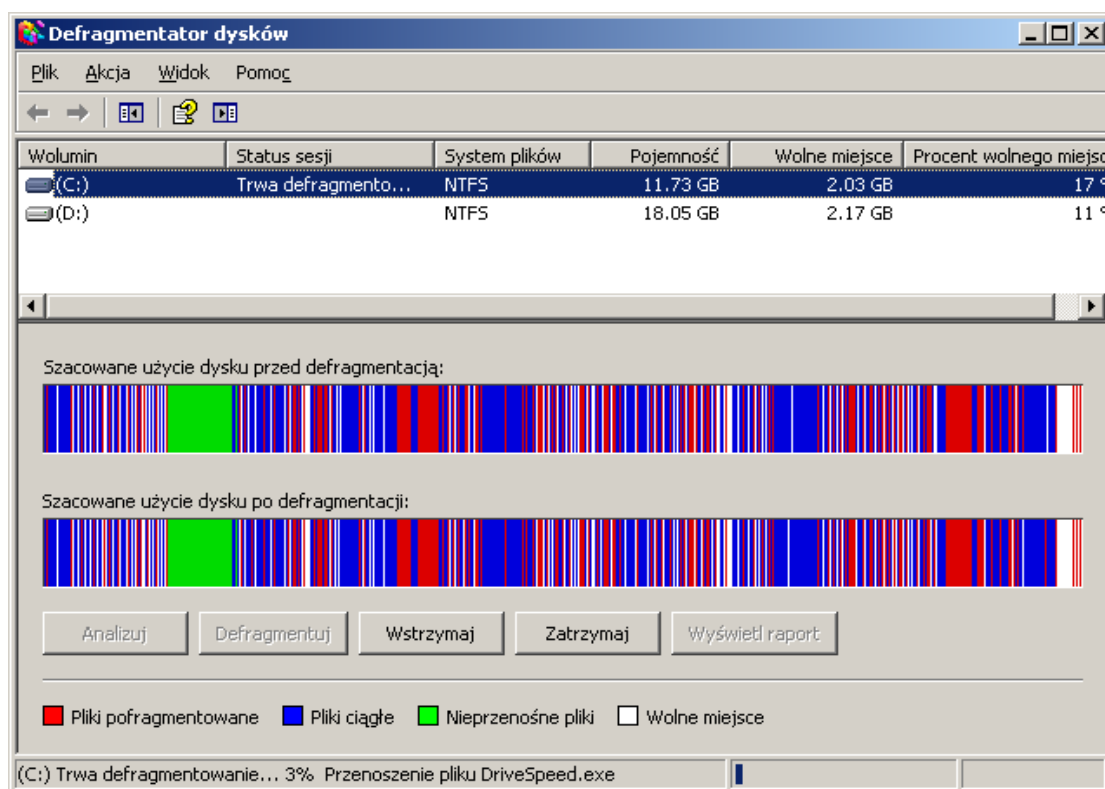 Defragmentator dysków
Plik Akcja Widok Pomoc
Wolumin Status sesji System plików Pojemność Wolne miejsce Procent wolnego
(C:) Trwa defragmento... NTFS 11.73 GB 2.03 GB 17
(D:) NTFS 18.05 GB 2.17 GB 11
Szacowane użycie dysku przed defragmentacją:
Szacowane użycie dysku po defragmentacji:
Analizuj Defragmentuj Wstrzymaj Zatrzymaj Wyświetl raport
Pliki pofragmentowane Pliki ciągłe Nieprzenośne pliki Wolne miejsce
(C:) Trwa defragmentowanie... 3% Przenoszenie pliku DriveSpeed.exe